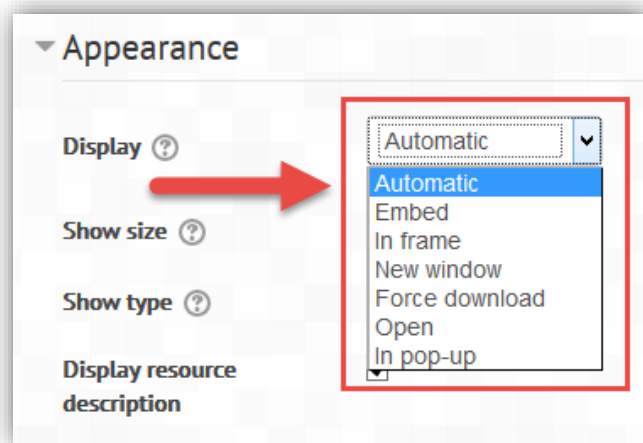 Appearance
Display
Automatic
Automatic
Embed
In frame
New window
Force download
Open
In pop-up
Show size
Show type
Display resource
description